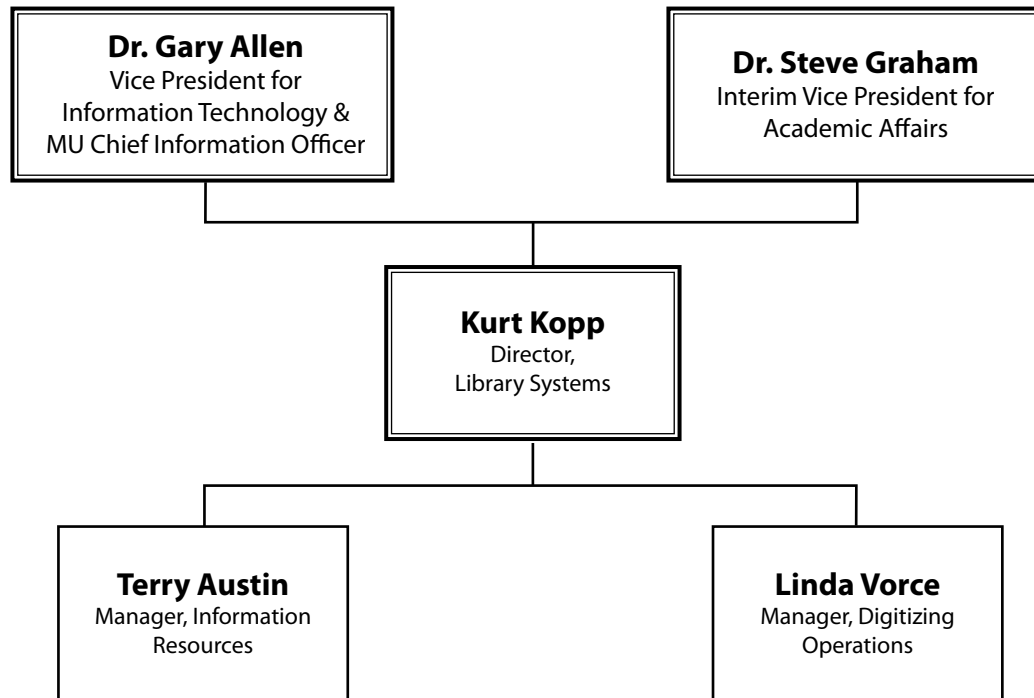 Dr. Gary Allen
Vice President for
Information Technology &
MU Chief Information Officer
Dr. Steve Graham
Interim Vice President for
Academic Affairs
Kurt Kopp
Director,
Library Systems
Terry Austin
Manager, Information
Resources
Linda Vorce
Manager, Digitizing
Operations